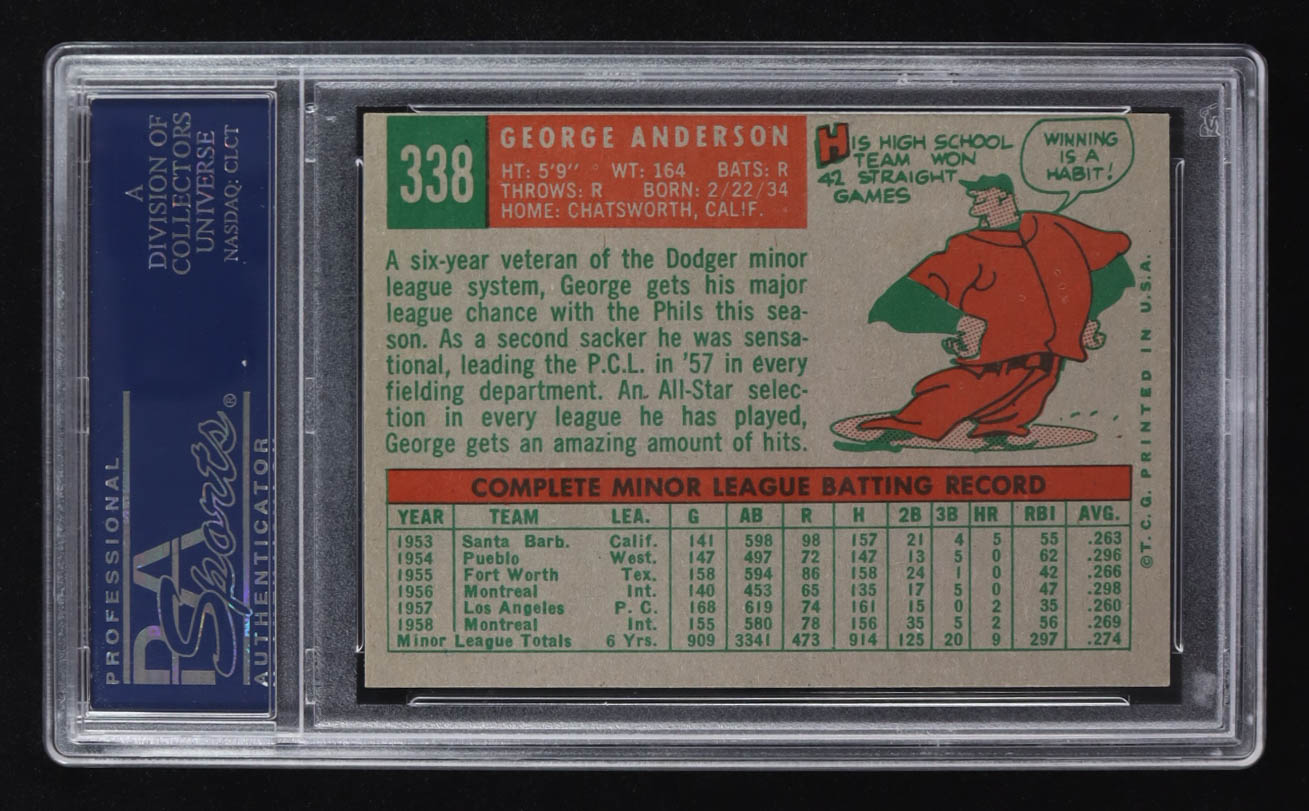 A
DIVISION OF
COLLECTORS
UNIVERSE
NASDAQ: CLCT
PROFESSIONAL
PSA
Sports®
AUTHENTICATOR
338
GEORGE ANDERSON
HT: 5'9" WT: 164 BATS: R
THROWS: R BORN: 2/22/34
HOME: CHATSWORTH, CALIF.
HIS HIGH SCHOOL
TEAM WON
42 STRAIGHT
GAMES
WINNING
IS A
HABIT!
A six-year veteran of the Dodger minor
league system, George gets his major
league chance with the Phils this sea-
son. As a second sacker he was sensa-
tional, leading the P.C.L. in '57 in every
fielding department. An All-Star selec-
tion in every league he has played,
George gets an amazing amount of hits.
COMPLETE MINOR LEAGUE BATTING RECORD
YEAR TEAM LEA. G AB R H 2B 3B HR RBI AVG.
1953 Santa Barb. Calif. 141 598 98 157 21 4 5 55 .263
1954 Pueblo West. 147 497 72 147 13 5 0 62 .296
1955 Fort Worth Tex. 158 594 86 158 24 1 0 42 .266
1956 Montreal Int. 140 453 65 135 17 5 0 47 .298
1957 Los Angeles P. C. 168 619 74 161 15 0 2 35 .260
1958 Montreal Int. 155 580 78 156 35 5 2 56 .269
Minor League Totals 6 Yrs. 909 3341 473 914 125 20 9 297 .274
©T. C. G. PRINTED IN U.S.A.